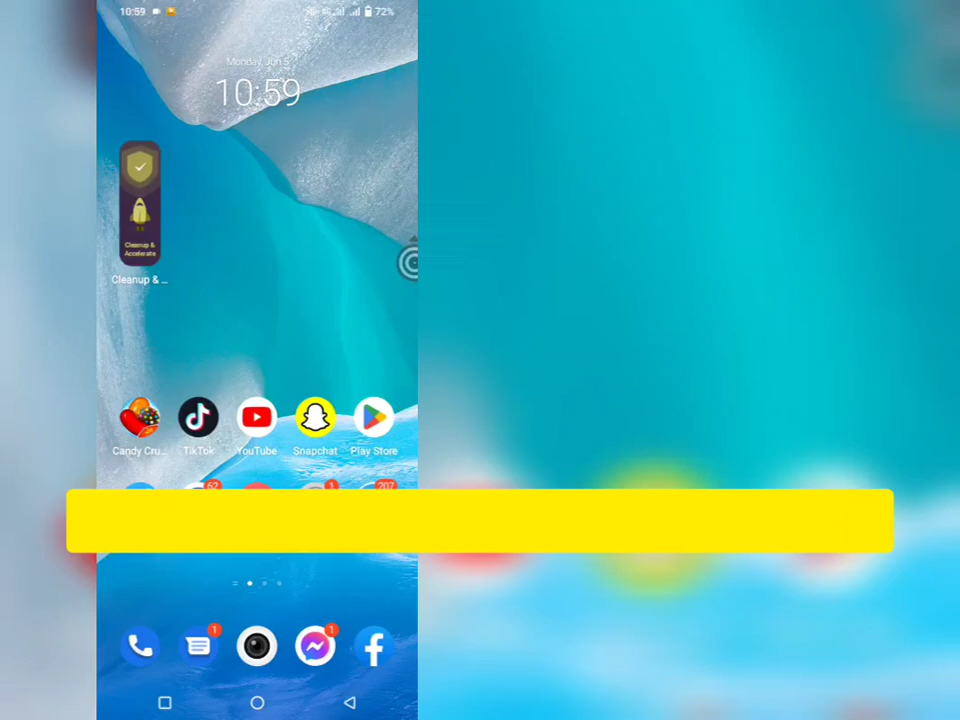 10:59
72%
Monday, Jun 5
10:59
Cleanup &
Accelerate
Cleanup & ...
Candy Cru...
TikTok
YouTube
Snapchat
Play Store
62
1
207
1
1